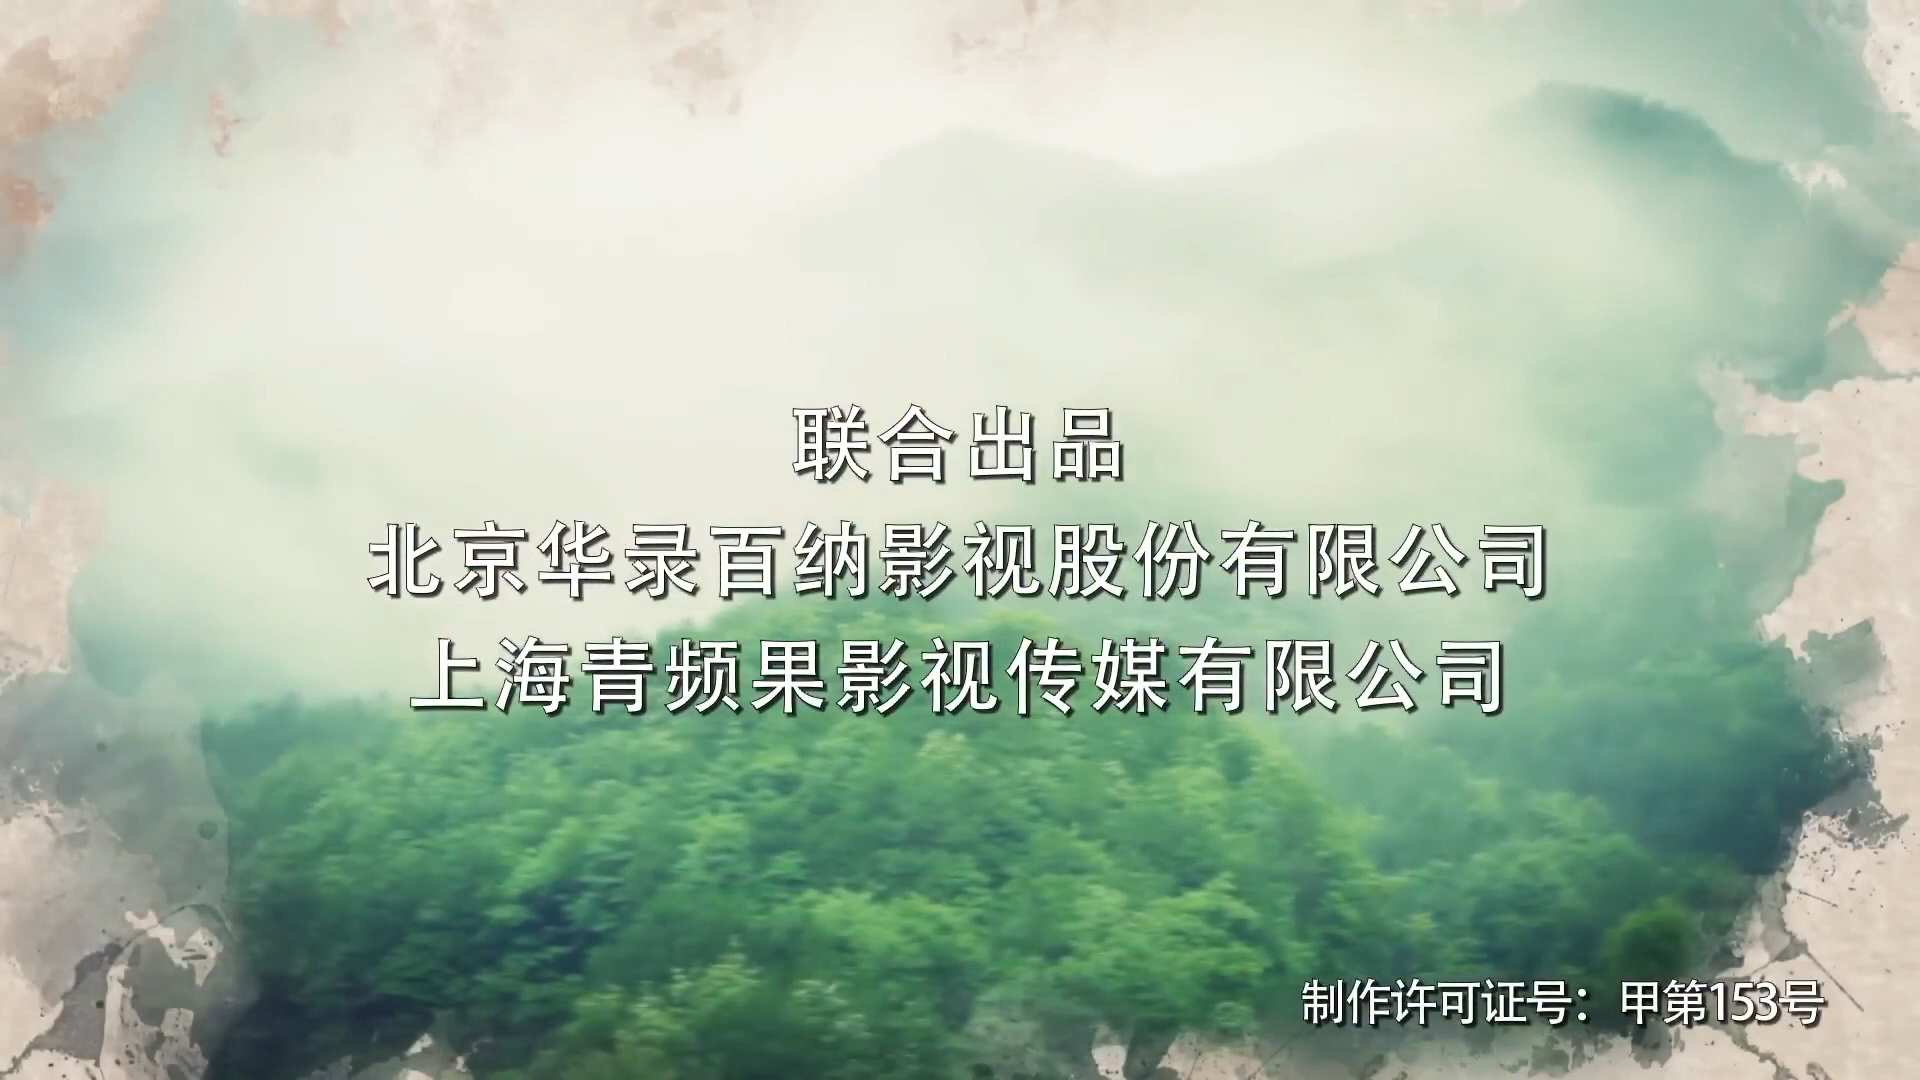 联合出品
北京华录百纳影视股份有限公司
上海青频果影视传媒有限公司
制作许可证号：甲第153号